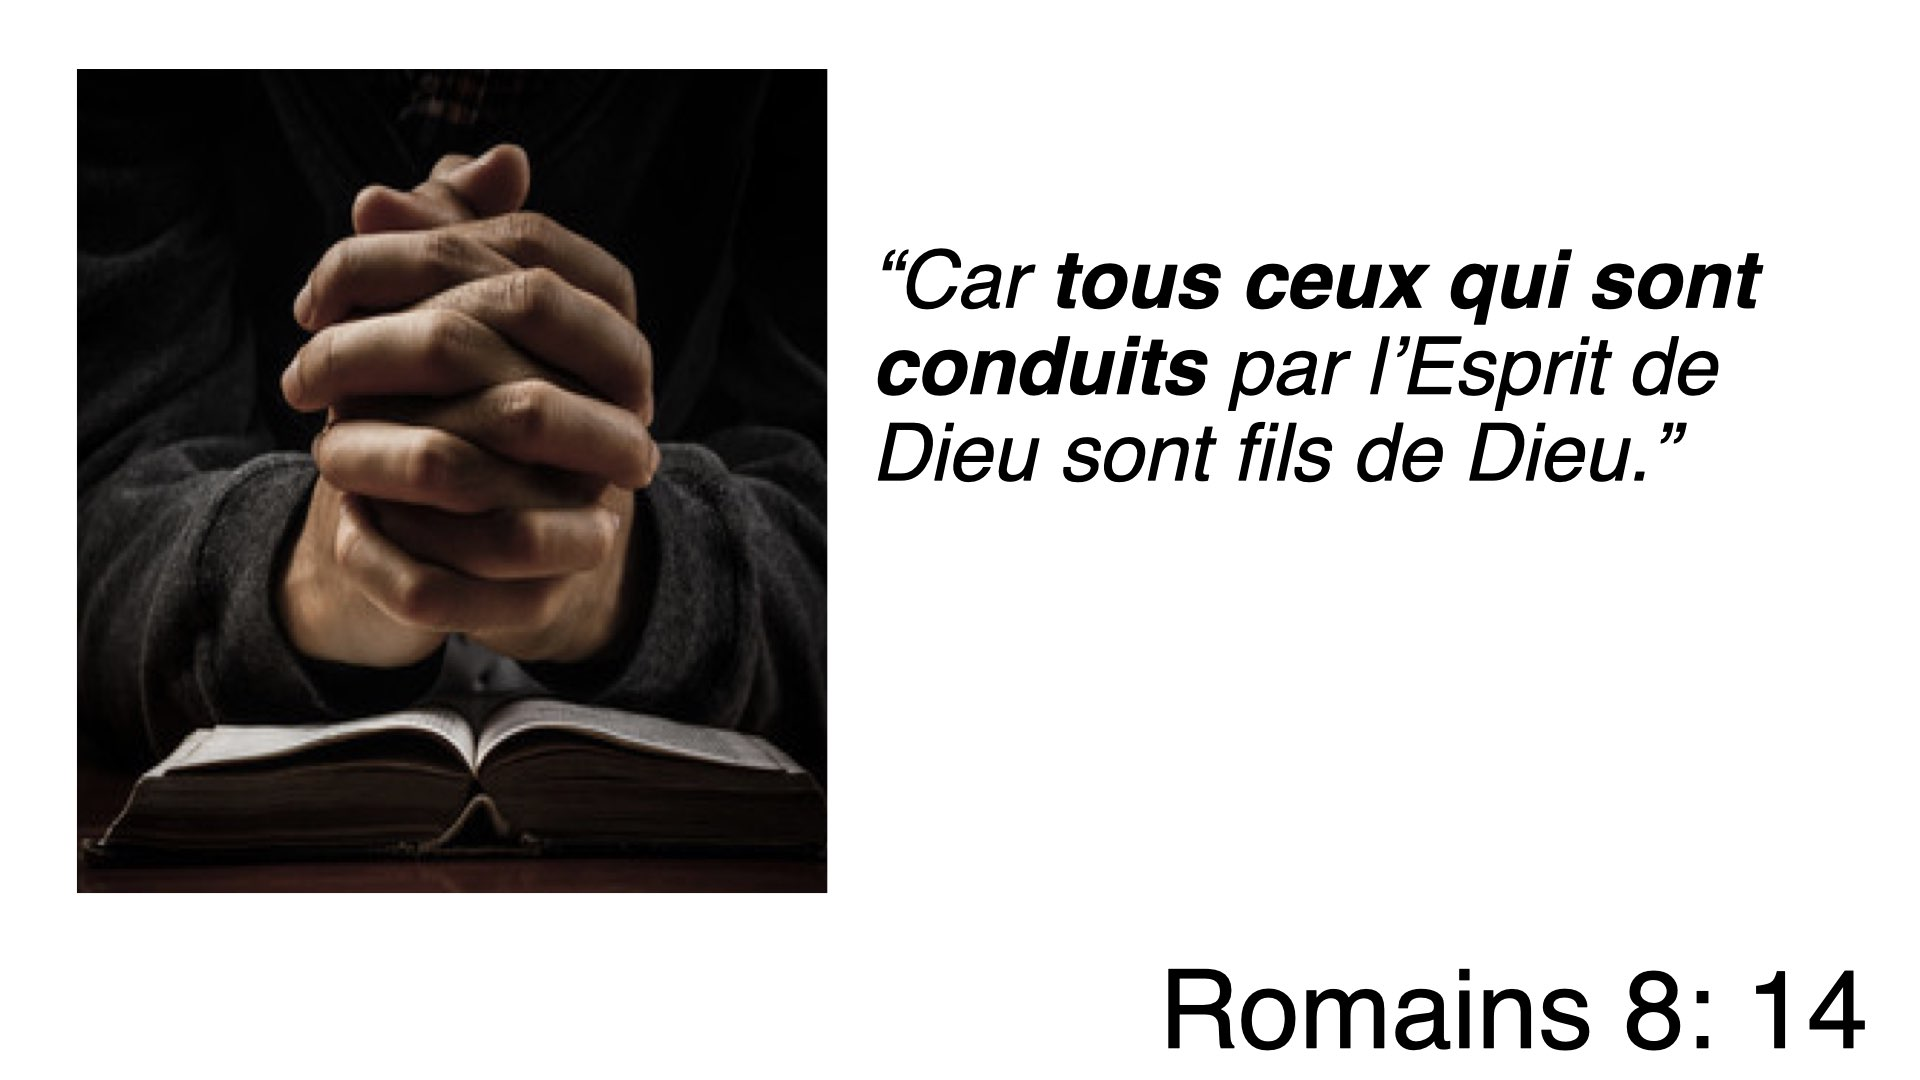 “Car tous ceux qui sont
conduits par l’Esprit de
Dieu sont fils de Dieu.”
Romains 8: 14